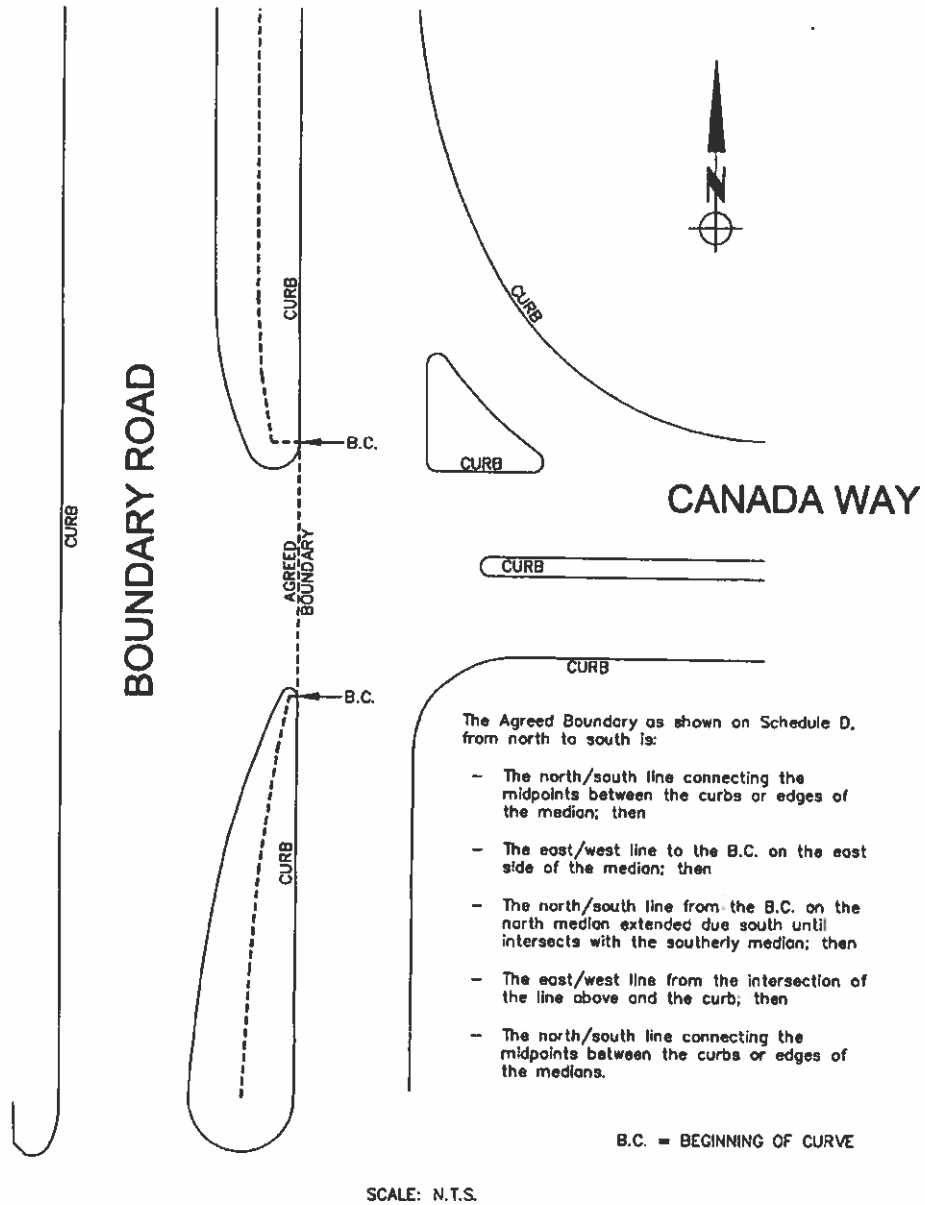 N
CURB
CURB
B.C.
CURB
BOUNDARY ROAD
CURB
CANADA WAY
AGREED
BOUNDARY
CURB
CURB
B.C.
CURB
The Agreed Boundary as shown on Schedule D,
from north to south is:
– The north/south line connecting the
midpoints between the curbs or edges of
the median; then
– The east/west line to the B.C. on the east
side of the median; then
– The north/south line from the B.C. on the
north median extended due south until
intersects with the southerly median; then
– The east/west line from the intersection of
the line above and the curb; then
– The north/south line connecting the
midpoints between the curbs or edges of
the medians.
B.C. = BEGINNING OF CURVE
SCALE: N.T.S.